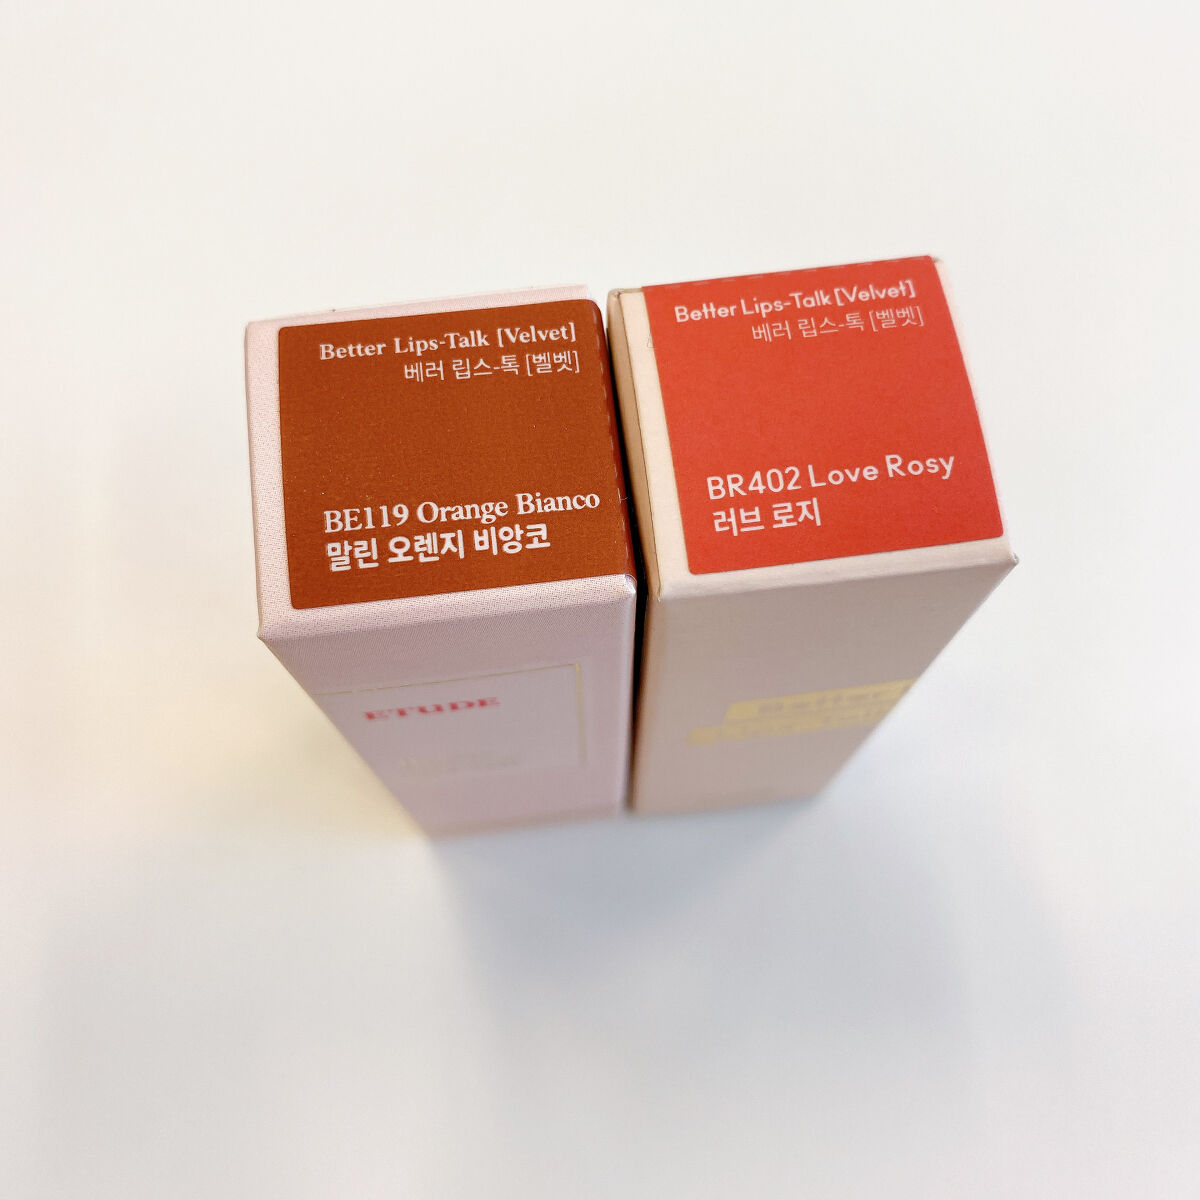 Better Lips-Talk [Velvet]
베러 립스-톡 [벨벳]
BE119 Orange Bianco
말린 오렌지 비앙코
ETUDE
Better Lips-Talk [Velvet]
베러 립스-톡 [벨벳]
BR402 Love Rosy
러브 로지
Better